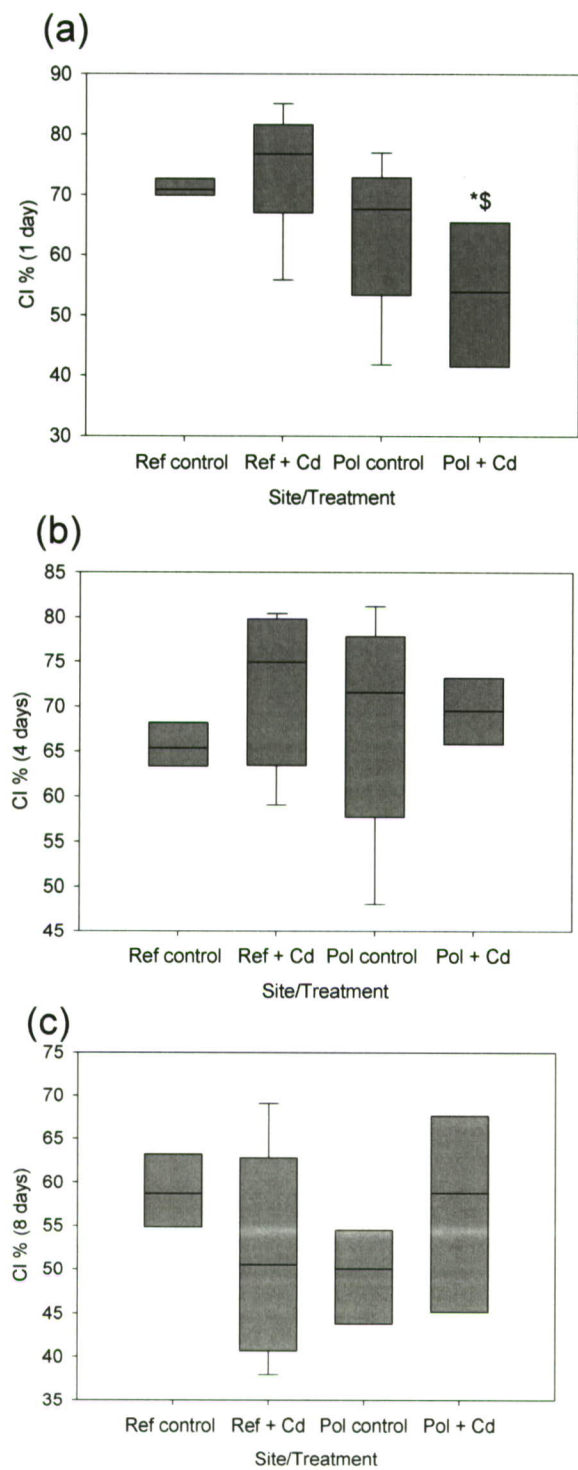 (a)
90
80
70
60
50
40
30
CI % (1 day)
*$
Ref control Ref + Cd Pol control Pol + Cd
Site/Treatment
(b)
85
80
75
70
65
60
55
50
45
CI % (4 days)
Ref control Ref + Cd Pol control Pol + Cd
Site/Treatment
(c)
75
70
65
60
55
50
45
40
35
CI % (8 days)
Ref control Ref + Cd Pol control Pol + Cd
Site/Treatment